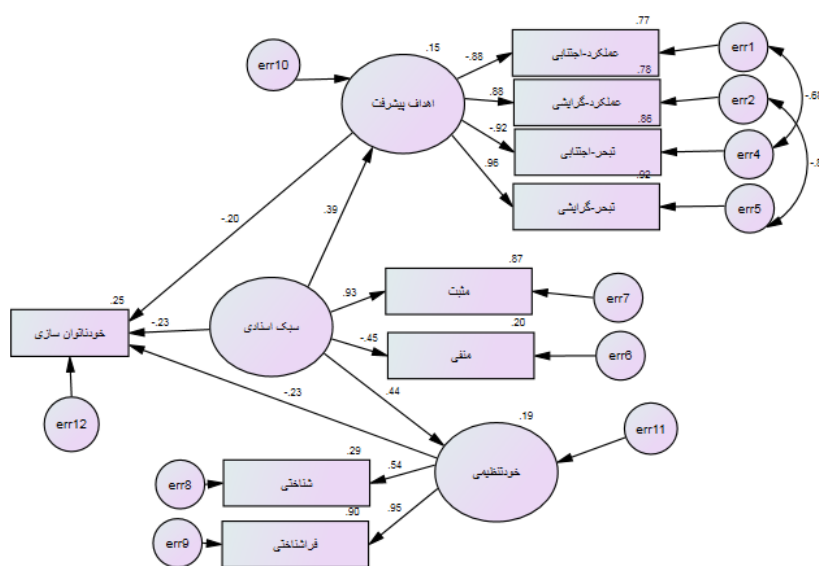 .77
عملکرد-اجتنابی
err1
.15
-.88
err10
اهداف پیشرفت
.78
.88
عملکرد-گرایشی
err2
.86
-.92
تبحر-اجتنابی
err4
.96
.92
تبحر-گرایشی
err5
-.20
.39
.87
.93
مثبت
err7
.25
خودناتوان سازی
-.23
سبک اسنادی
-.45
.20
منفی
err6
-.23
.44
err12
.19
err11
خودتنظیمی
.29
.54
شناختی
err8
.90
.95
فراشناختی
err9